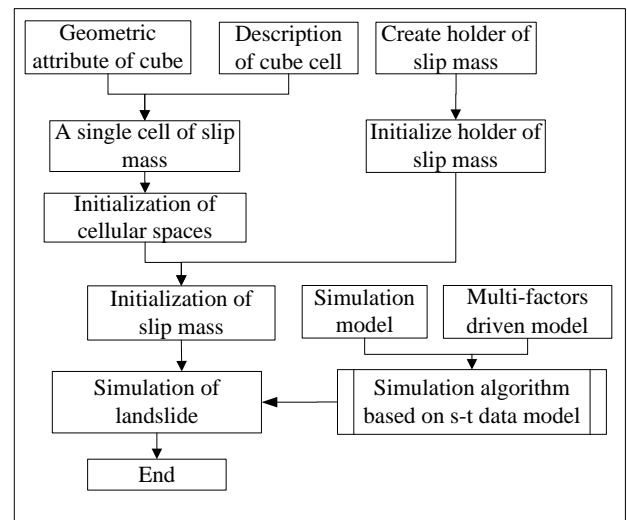 Geometric
attribute of cube
Description
of cube cell
Create holder of
slip mass
A single cell of slip
mass
Initialize holder of
slip mass
Initialization of
cellular spaces
Initialization of
slip mass
Simulation
model
Multi-factors
driven model
Simulation of
landslide
Simulation algorithm
based on s-t data model
End